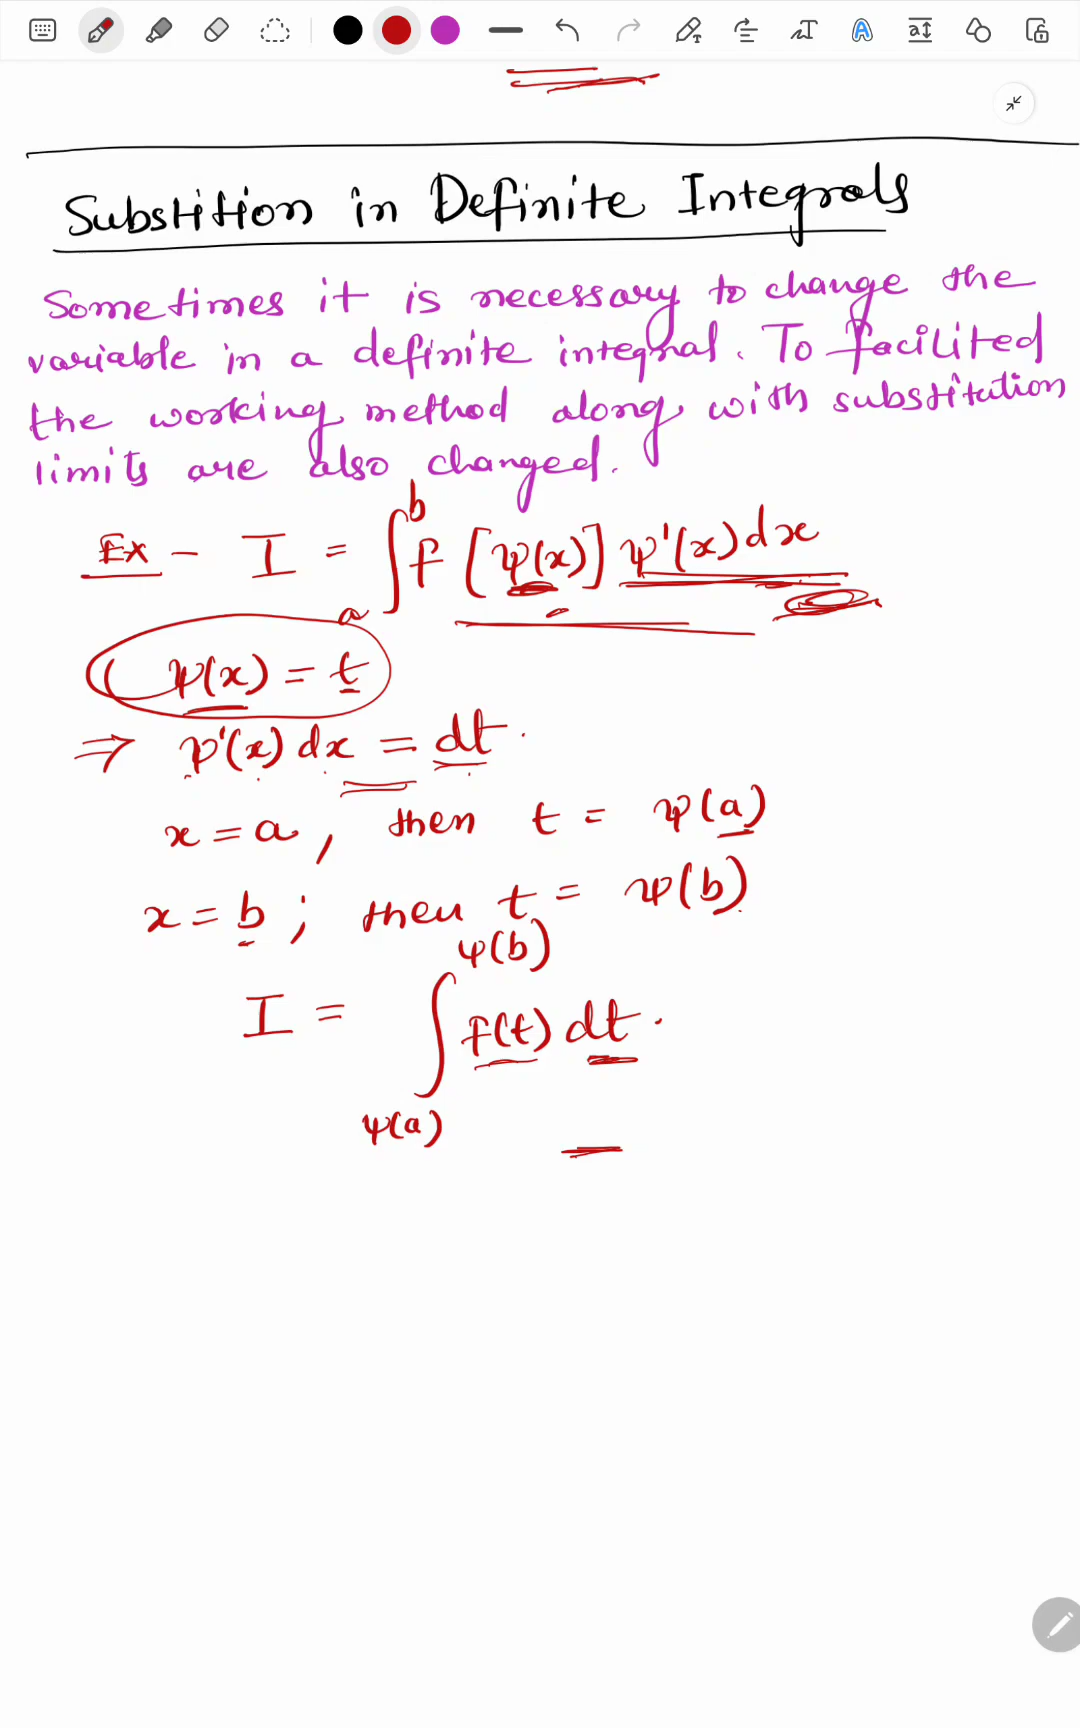 Substition in Definite Integrals
Sometimes it is necessary to change the
variable in a definite integral. To facilited
the working method along with substitution
limits are also changed.
Ex - I = ∫_a^b f [ψ(x)] ψ'(x) dx
ψ(x) = t
⇒ ψ'(x) dx = dt.
x = a, then t = ψ(a)
x = b; then t = ψ(b)
I = ∫_ψ(a)^ψ(b) f(t) dt.